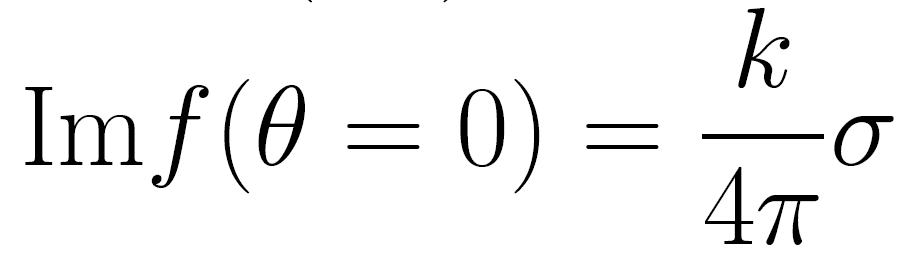 Im f(θ = 0) = k/4π σ